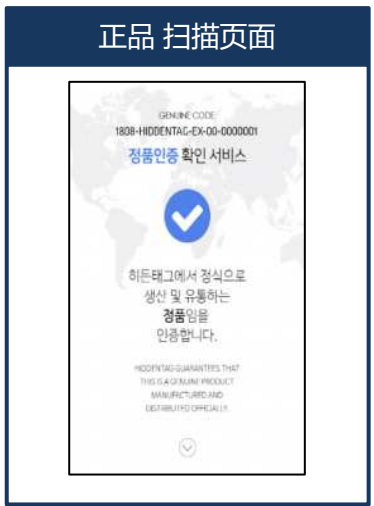 正品 扫描页面
GENUINE CODE
1808-HIDDENTAG-EX-00-0000001
정품인증 확인 서비스
히든태그에서 정식으로
생산 및 유통하는
정품임을
인증합니다.
HIDDENTAG GUARANTEES THAT
THIS IS A GENUINE PRODUCT
MANUFACTURED AND
DISTRIBUTED OFFICIALLY.